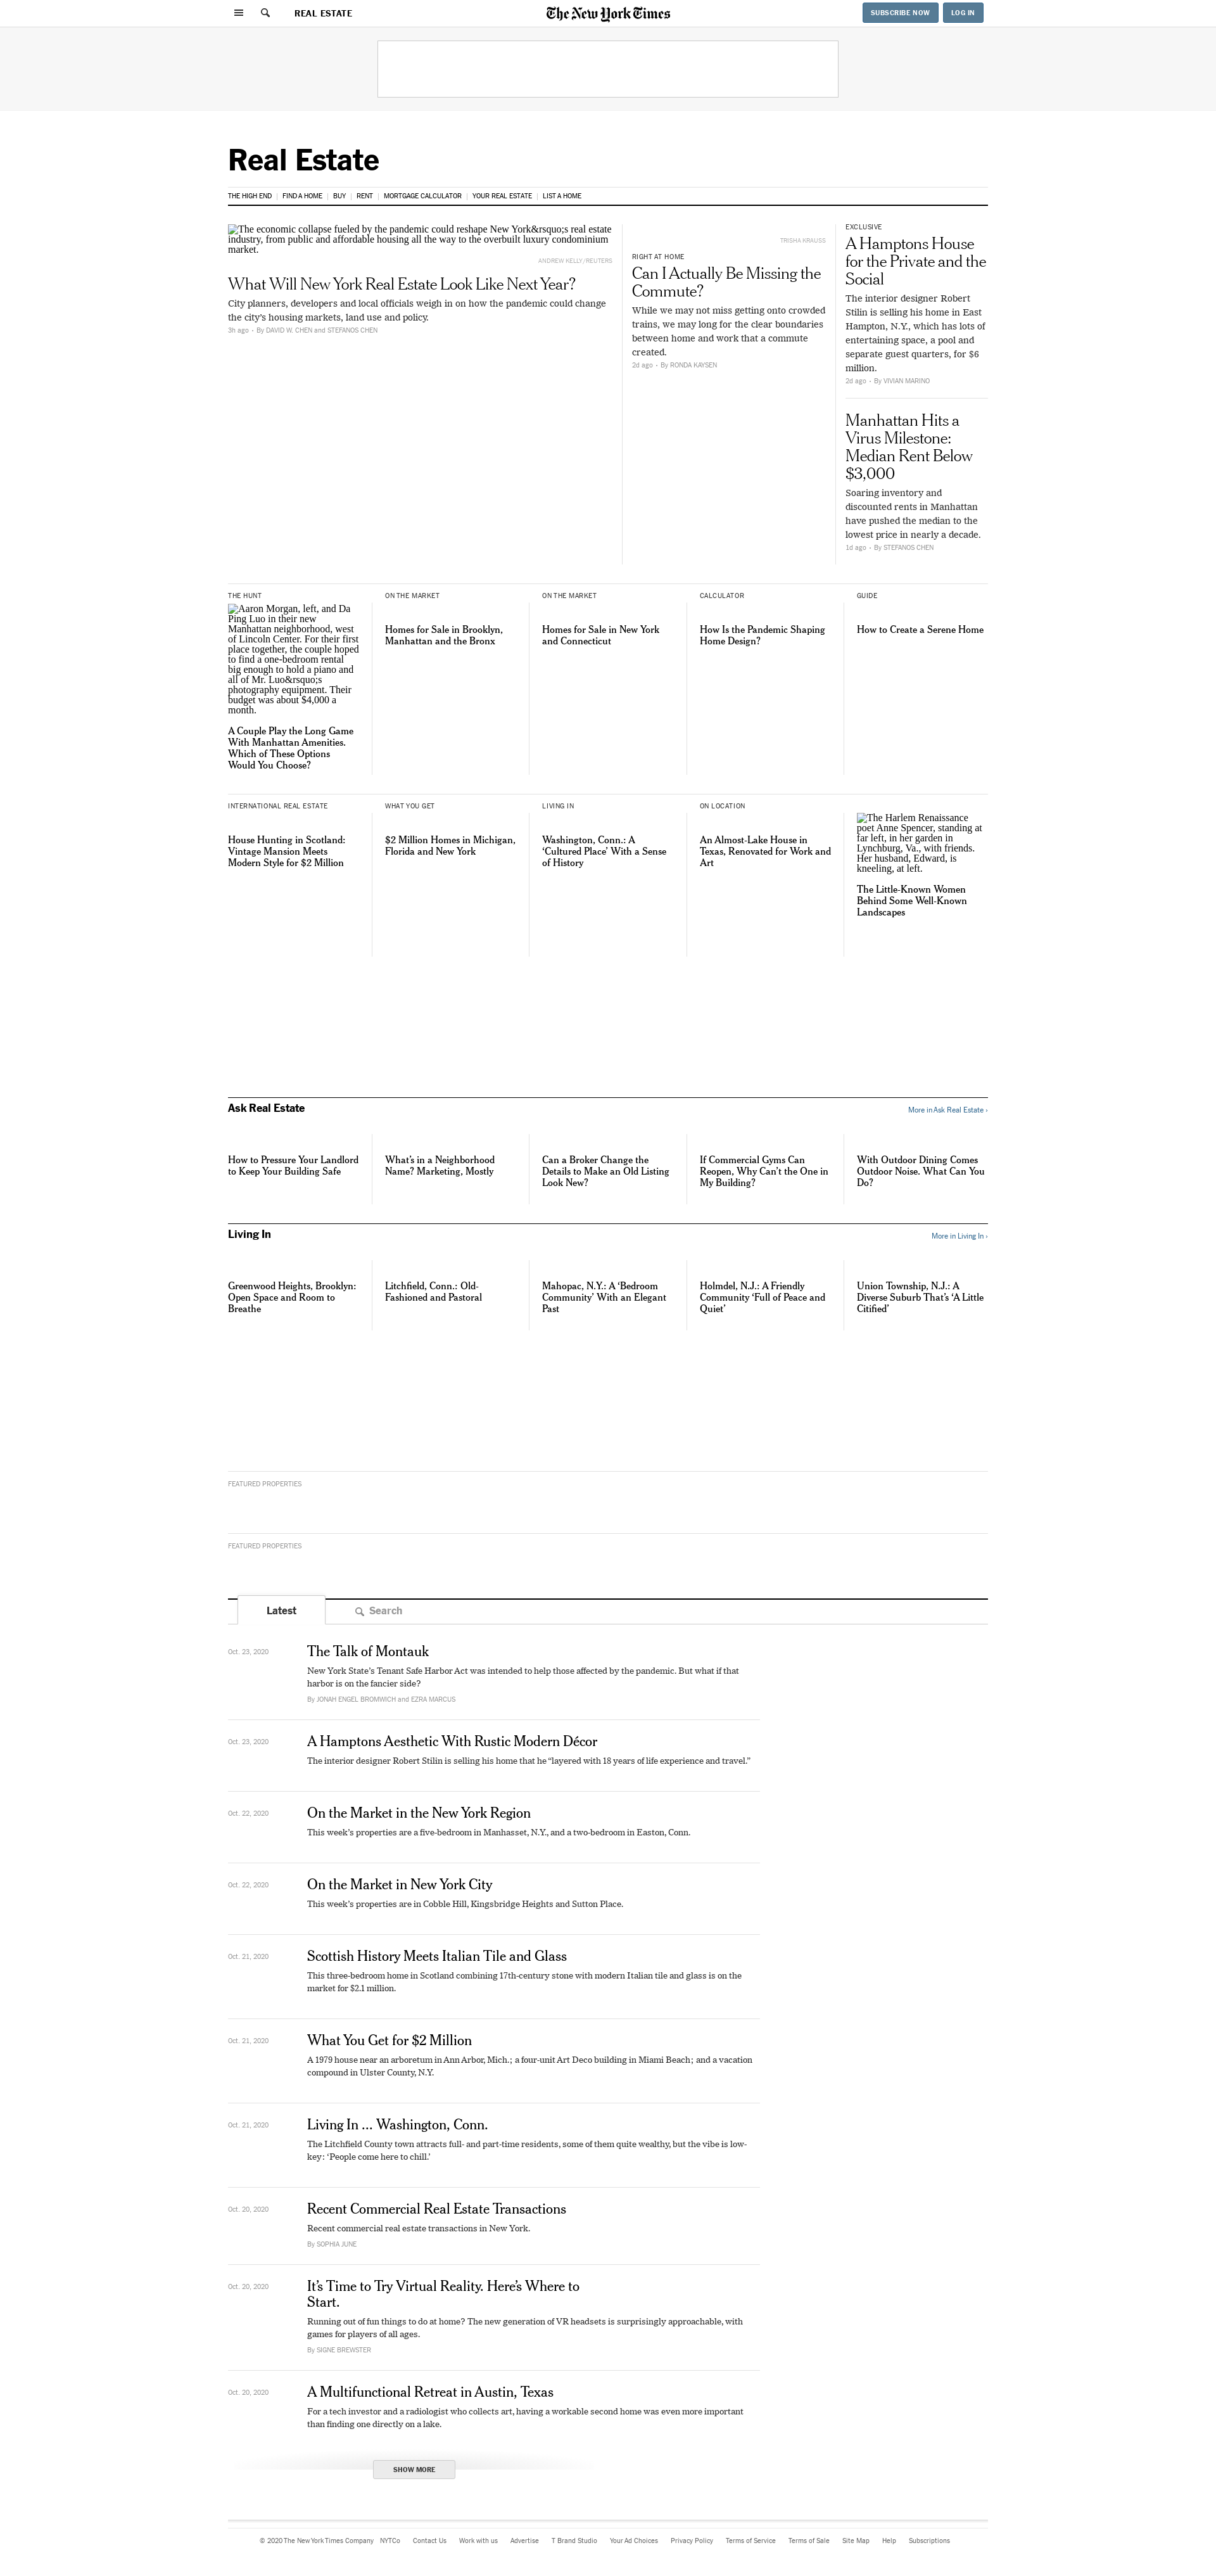 REAL ESTATE
The New York Times
SUBSCRIBE NOW
LOG IN
Real Estate
THE HIGH END | FIND A HOME | BUY | RENT | MORTGAGE CALCULATOR | YOUR REAL ESTATE | LIST A HOME
The economic collapse fueled by the pandemic could reshape New York&rsquo;s real estate
industry, from public and affordable housing all the way to the overbuilt luxury condominium
market.
ANDREW KELLY/REUTERS
What Will New York Real Estate Look Like Next Year?
City planners, developers and local officials weigh in on how the pandemic could change
the city’s housing markets, land use and policy.
3h ago • By DAVID W. CHEN and STEFANOS CHEN
TRISHA KRAUSS
RIGHT AT HOME
Can I Actually Be Missing the
Commute?
While we may not miss getting onto crowded
trains, we may long for the clear boundaries
between home and work that a commute
created.
2d ago • By RONDA KAYSEN
EXCLUSIVE
A Hamptons House
for the Private and the
Social
The interior designer Robert
Stilin is selling his home in East
Hampton, N.Y., which has lots of
entertaining space, a pool and
separate guest quarters, for $6
million.
2d ago • By VIVIAN MARINO
Manhattan Hits a
Virus Milestone:
Median Rent Below
$3,000
Soaring inventory and
discounted rents in Manhattan
have pushed the median to the
lowest price in nearly a decade.
1d ago • By STEFANOS CHEN
THE HUNT
Aaron Morgan, left, and Da
Ping Luo in their new
Manhattan neighborhood, west
of Lincoln Center. For their first
place together, the couple hoped
to find a one-bedroom rental
big enough to hold a piano and
all of Mr. Luo&rsquo;s
photography equipment. Their
budget was about $4,000 a
month.
A Couple Play the Long Game
With Manhattan Amenities.
Which of These Options
Would You Choose?
ON THE MARKET
Homes for Sale in Brooklyn,
Manhattan and the Bronx
ON THE MARKET
Homes for Sale in New York
and Connecticut
CALCULATOR
How Is the Pandemic Shaping
Home Design?
GUIDE
How to Create a Serene Home
INTERNATIONAL REAL ESTATE
House Hunting in Scotland:
Vintage Mansion Meets
Modern Style for $2 Million
WHAT YOU GET
$2 Million Homes in Michigan,
Florida and New York
LIVING IN
Washington, Conn.: A
‘Cultured Place’ With a Sense
of History
ON LOCATION
An Almost-Lake House in
Texas, Renovated for Work and
Art
The Harlem Renaissance
poet Anne Spencer, standing at
far left, in her garden in
Lynchburg, Va., with friends.
Her husband, Edward, is
kneeling, at left.
The Little-Known Women
Behind Some Well-Known
Landscapes
Ask Real Estate
More in Ask Real Estate ›
How to Pressure Your Landlord
to Keep Your Building Safe
What’s in a Neighborhood
Name? Marketing, Mostly
Can a Broker Change the
Details to Make an Old Listing
Look New?
If Commercial Gyms Can
Reopen, Why Can’t the One in
My Building?
With Outdoor Dining Comes
Outdoor Noise. What Can You
Do?
Living In
More in Living In ›
Greenwood Heights, Brooklyn:
Open Space and Room to
Breathe
Litchfield, Conn.: Old-
Fashioned and Pastoral
Mahopac, N.Y.: A ‘Bedroom
Community’ With an Elegant
Past
Holmdel, N.J.: A Friendly
Community ‘Full of Peace and
Quiet’
Union Township, N.J.: A
Diverse Suburb That’s ‘A Little
Citified’
FEATURED PROPERTIES
FEATURED PROPERTIES
Latest
Search
Oct. 23, 2020
The Talk of Montauk
New York State’s Tenant Safe Harbor Act was intended to help those affected by the pandemic. But what if that
harbor is on the fancier side?
By JONAH ENGEL BROMWICH and EZRA MARCUS
Oct. 23, 2020
A Hamptons Aesthetic With Rustic Modern Décor
The interior designer Robert Stilin is selling his home that he “layered with 18 years of life experience and travel.”
Oct. 22, 2020
On the Market in the New York Region
This week’s properties are a five-bedroom in Manhasset, N.Y., and a two-bedroom in Easton, Conn.
Oct. 22, 2020
On the Market in New York City
This week’s properties are in Cobble Hill, Kingsbridge Heights and Sutton Place.
Oct. 21, 2020
Scottish History Meets Italian Tile and Glass
This three-bedroom home in Scotland combining 17th-century stone with modern Italian tile and glass is on the
market for $2.1 million.
Oct. 21, 2020
What You Get for $2 Million
A 1979 house near an arboretum in Ann Arbor, Mich.; a four-unit Art Deco building in Miami Beach; and a vacation
compound in Ulster County, N.Y.
Oct. 21, 2020
Living In ... Washington, Conn.
The Litchfield County town attracts full- and part-time residents, some of them quite wealthy, but the vibe is low-
key: ‘People come here to chill.’
Oct. 20, 2020
Recent Commercial Real Estate Transactions
Recent commercial real estate transactions in New York.
By SOPHIA JUNE
Oct. 20, 2020
It’s Time to Try Virtual Reality. Here’s Where to
Start.
Running out of fun things to do at home? The new generation of VR headsets is surprisingly approachable, with
games for players of all ages.
By SIGNE BREWSTER
Oct. 20, 2020
A Multifunctional Retreat in Austin, Texas
For a tech investor and a radiologist who collects art, having a workable second home was even more important
than finding one directly on a lake.
SHOW MORE
© 2020 The New York Times Company NYTCo Contact Us Work with us Advertise T Brand Studio Your Ad Choices Privacy Policy Terms of Service Terms of Sale Site Map Help Subscriptions